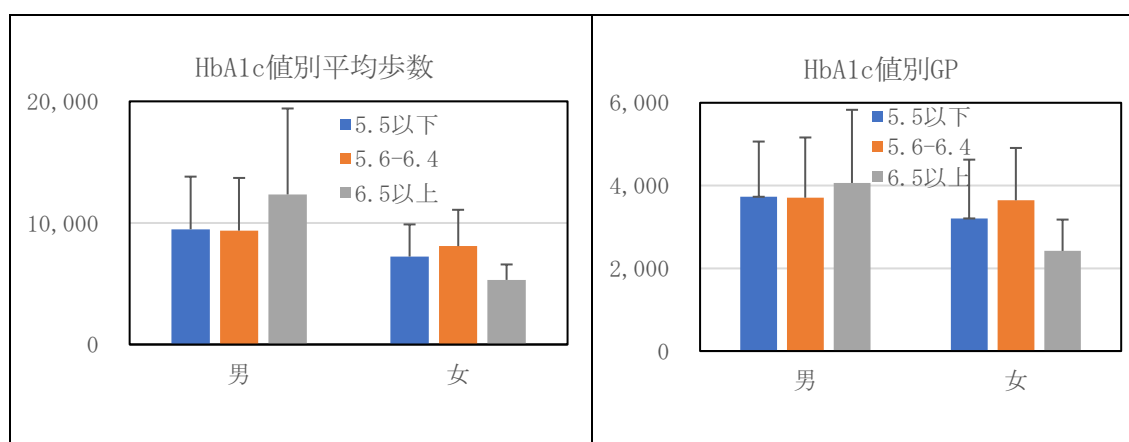 HbA1c値別平均歩数
20,000
10,000
0
5.5以下
5.6-6.4
6.5以上
男
女
HbA1c値別GP
6,000
4,000
2,000
0
5.5以下
5.6-6.4
6.5以上
男
女